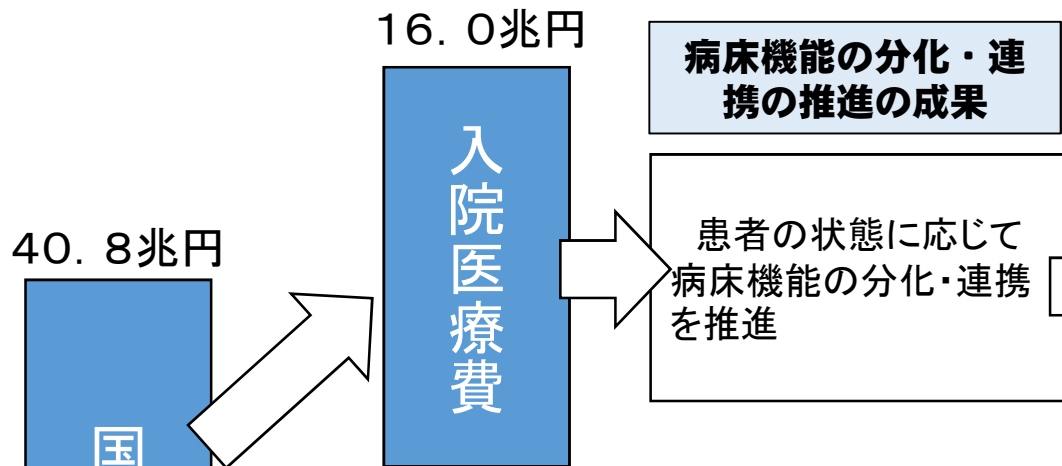 16.0兆円
病床機能の分化・連
携の推進の成果
入院医療費
患者の状態に応じて
病床機能の分化・連携
を推進
40.8兆円
国